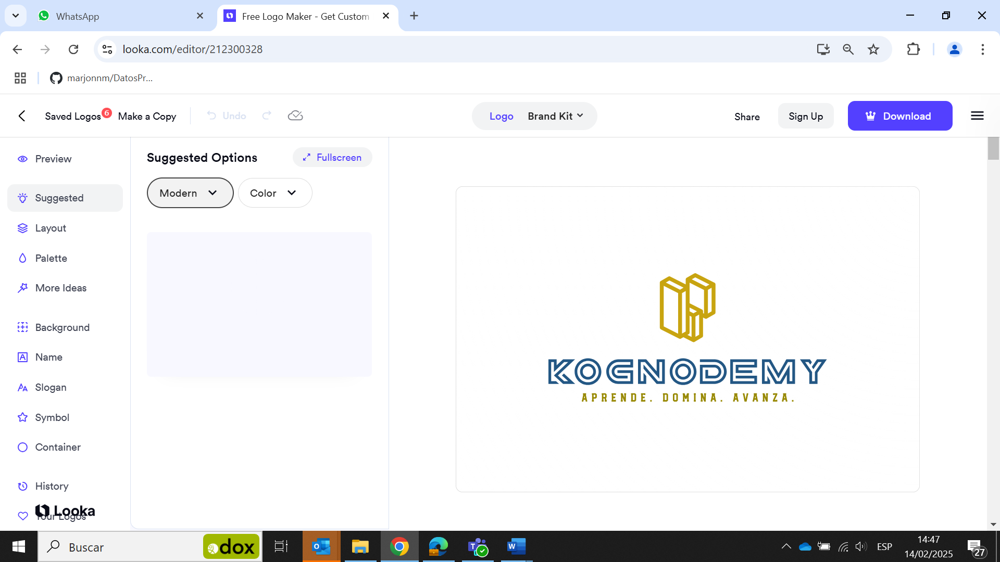 WhatsApp
Free Logo Maker - Get Custom
looka.com/editor/212300328
marjonnm/DatosPr...
Saved Logos 6 Make a Copy Undo Logo Brand Kit Share Sign Up Download
Preview
Suggested
Layout
Palette
More Ideas
Background
Name
Slogan
Symbol
Container
History
Your Logos
Looka
Suggested Options Fullscreen
Modern Color
KOGNODEMY
APRENDE. DOMINA. AVANZA.
Buscar
dox
ESP
14:47
14/02/2025
27